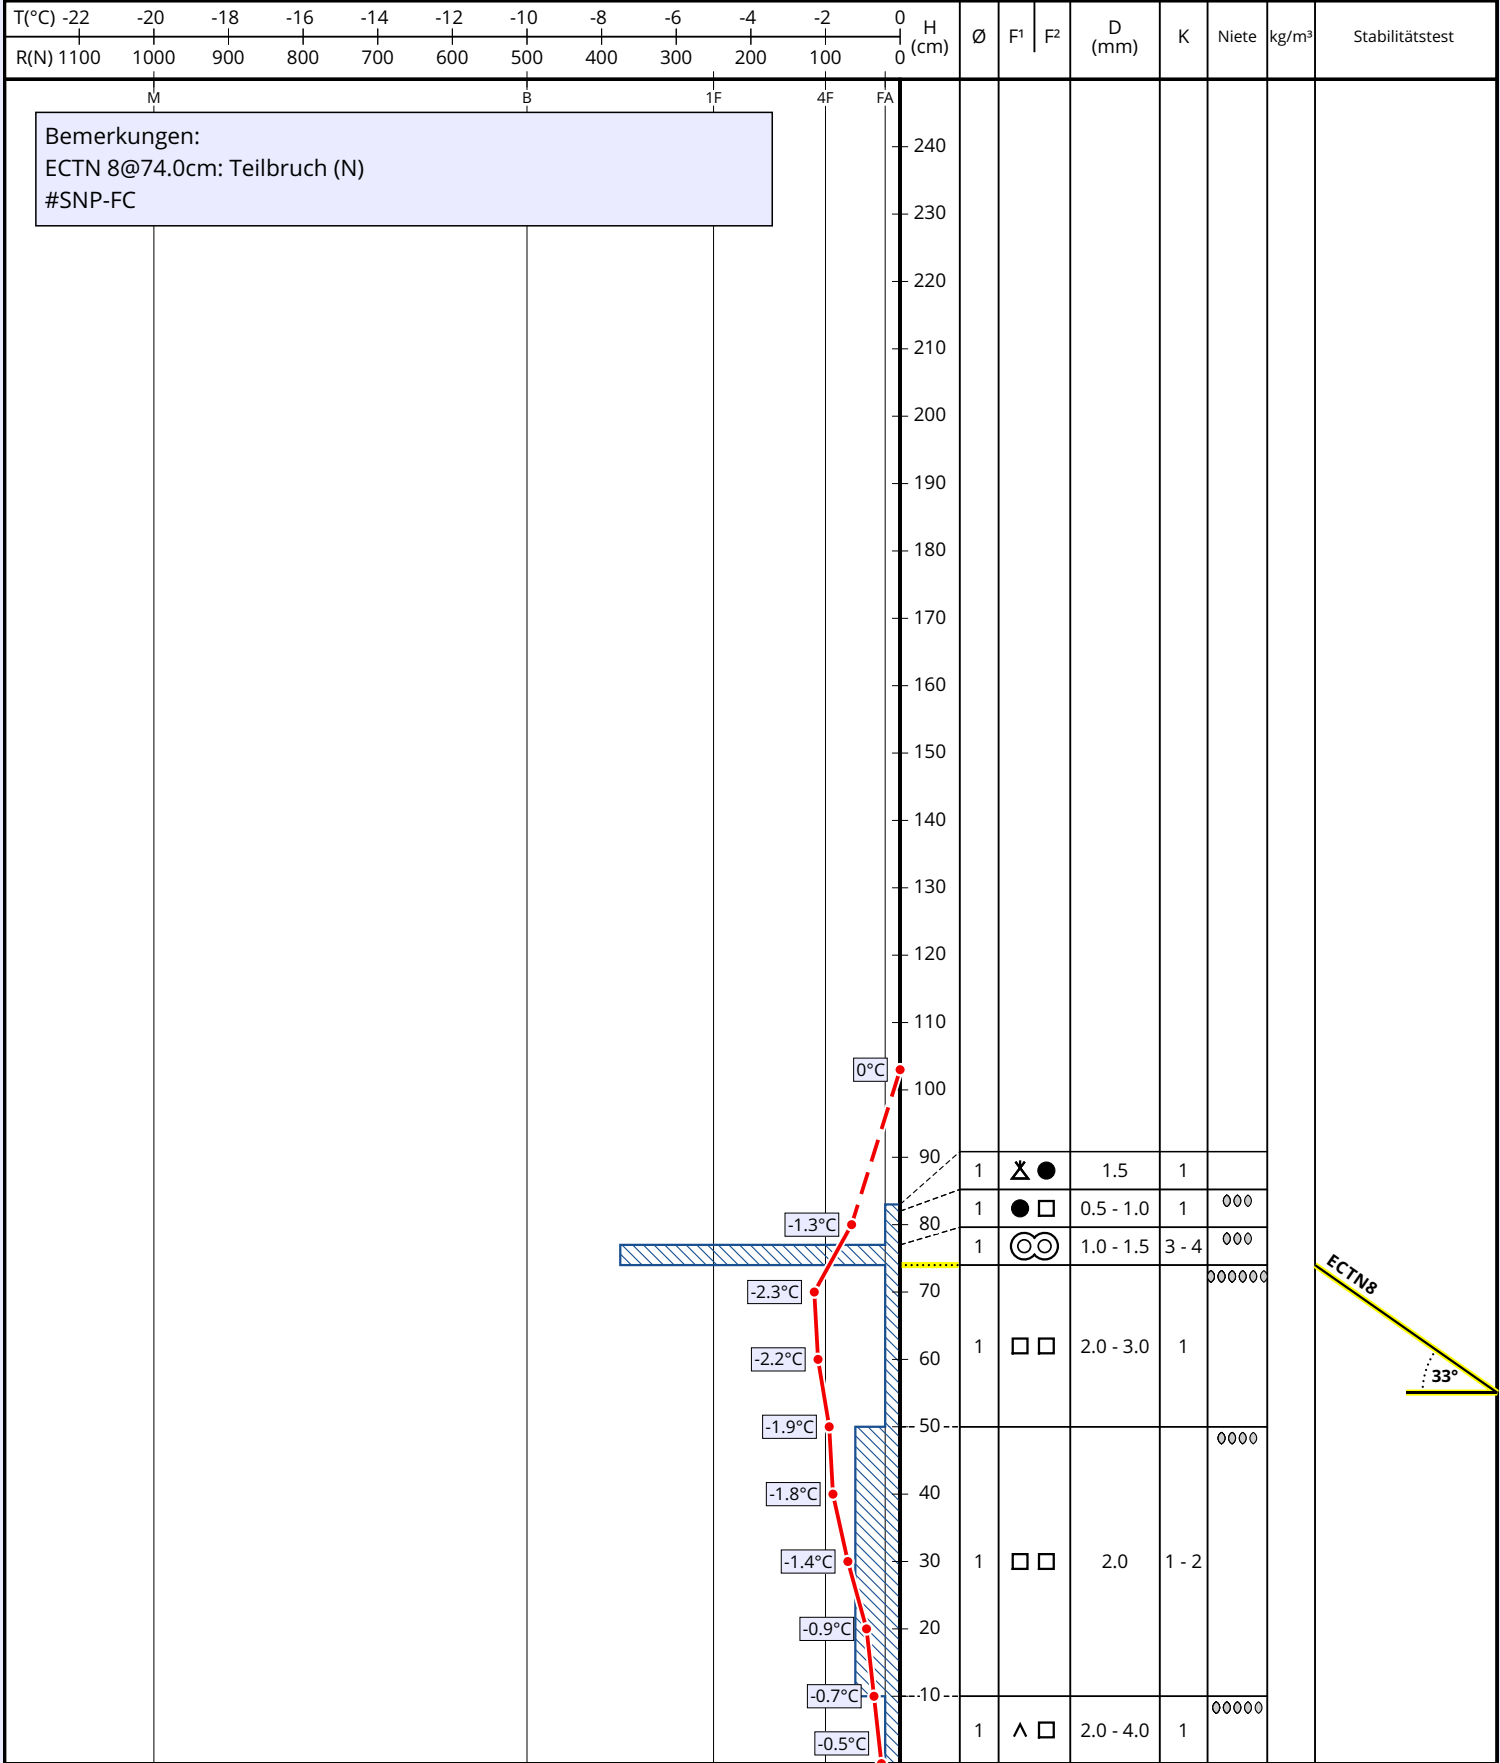 T(°C) -22 -20 -18 -16 -14 -12 -10 -8 -6 -4 -2 0
R(N) 1100 1000 900 800 700 600 500 400 300 200 100 0
H (cm) Ø F¹ F² D (mm) K Niete kg/m³ Stabilitätstest
M B 1F 4F FA
Bemerkungen:
ECTN 8@74.0cm: Teilbruch (N)
#SNP-FC
240
230
220
210
200
190
180
170
160
150
140
130
120
110
0°C
100
90
1 1.5 1
1 0.5 - 1.0 1
-1.3°C 80
1 1.0 - 1.5 3 - 4
ECTN8
-2.3°C 70
1 2.0 - 3.0 1
-2.2°C 60
33°
-1.9°C 50
-1.8°C 40
-1.4°C 30 1 2.0 1 - 2
-0.9°C 20
-0.7°C 10
1 2.0 - 4.0 1
-0.5°C